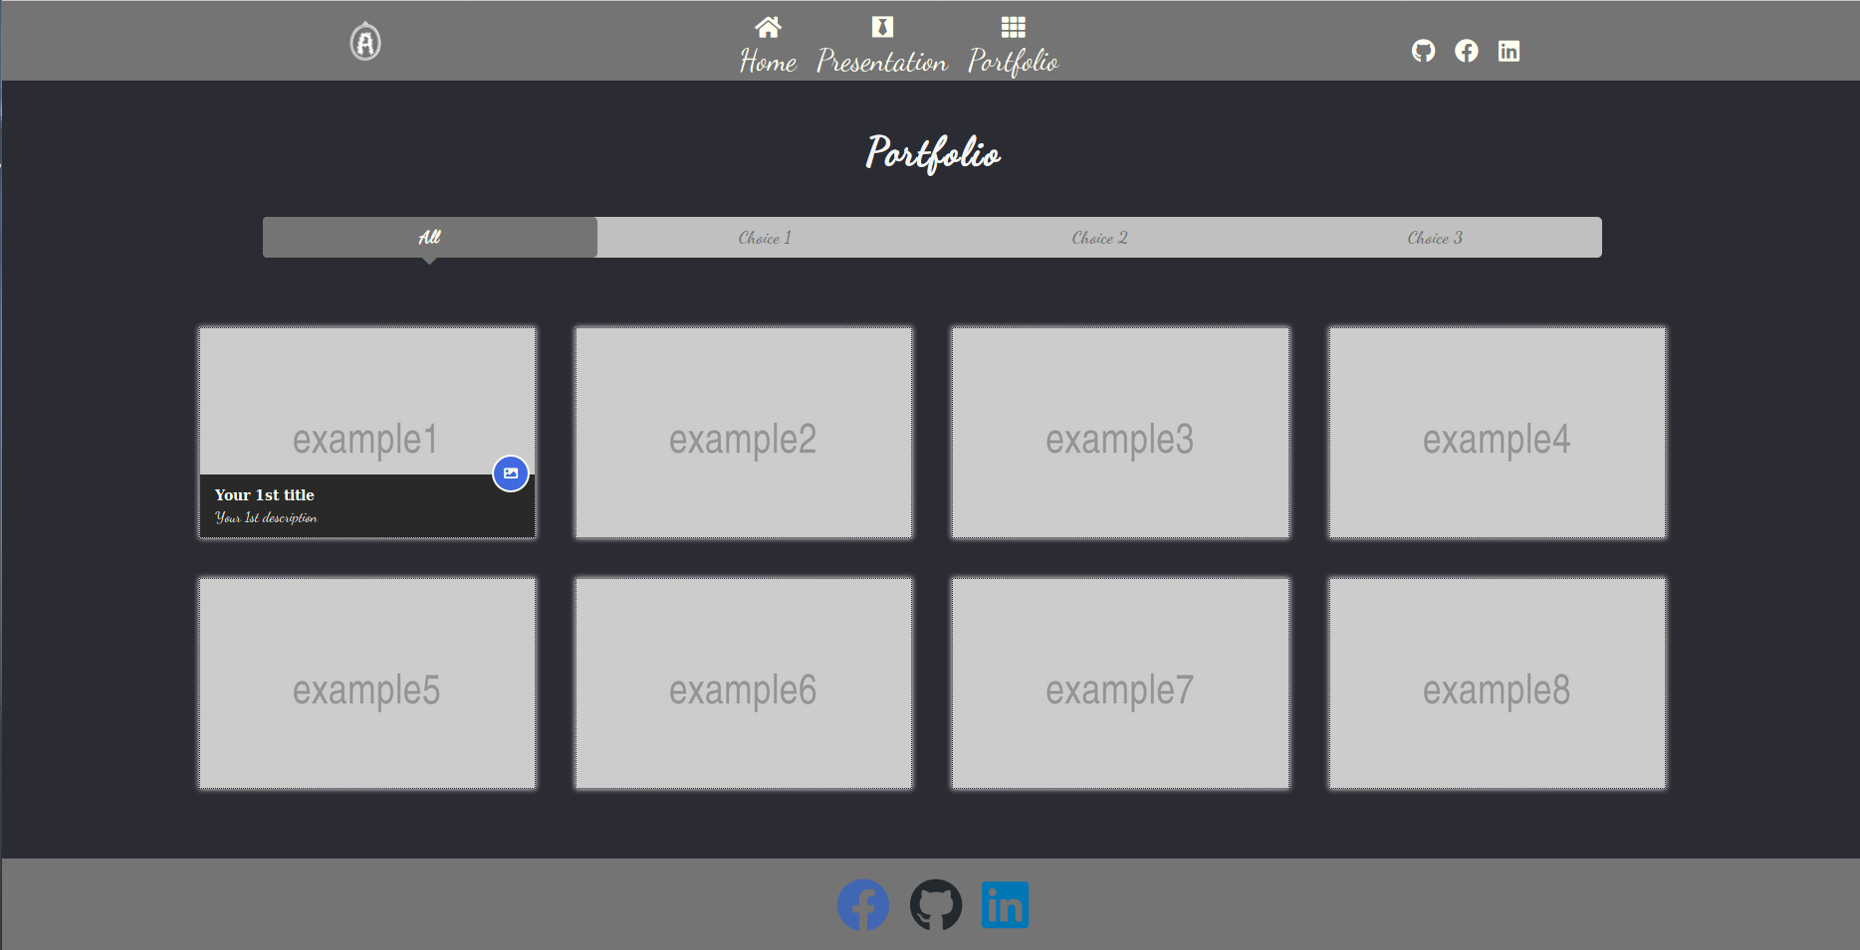 A
Home Presentation Portfolio
Portfolio
All Choice 1 Choice 2 Choice 3
example1 example2 example3 example4
Your 1st title
Your 1st description
example5 example6 example7 example8